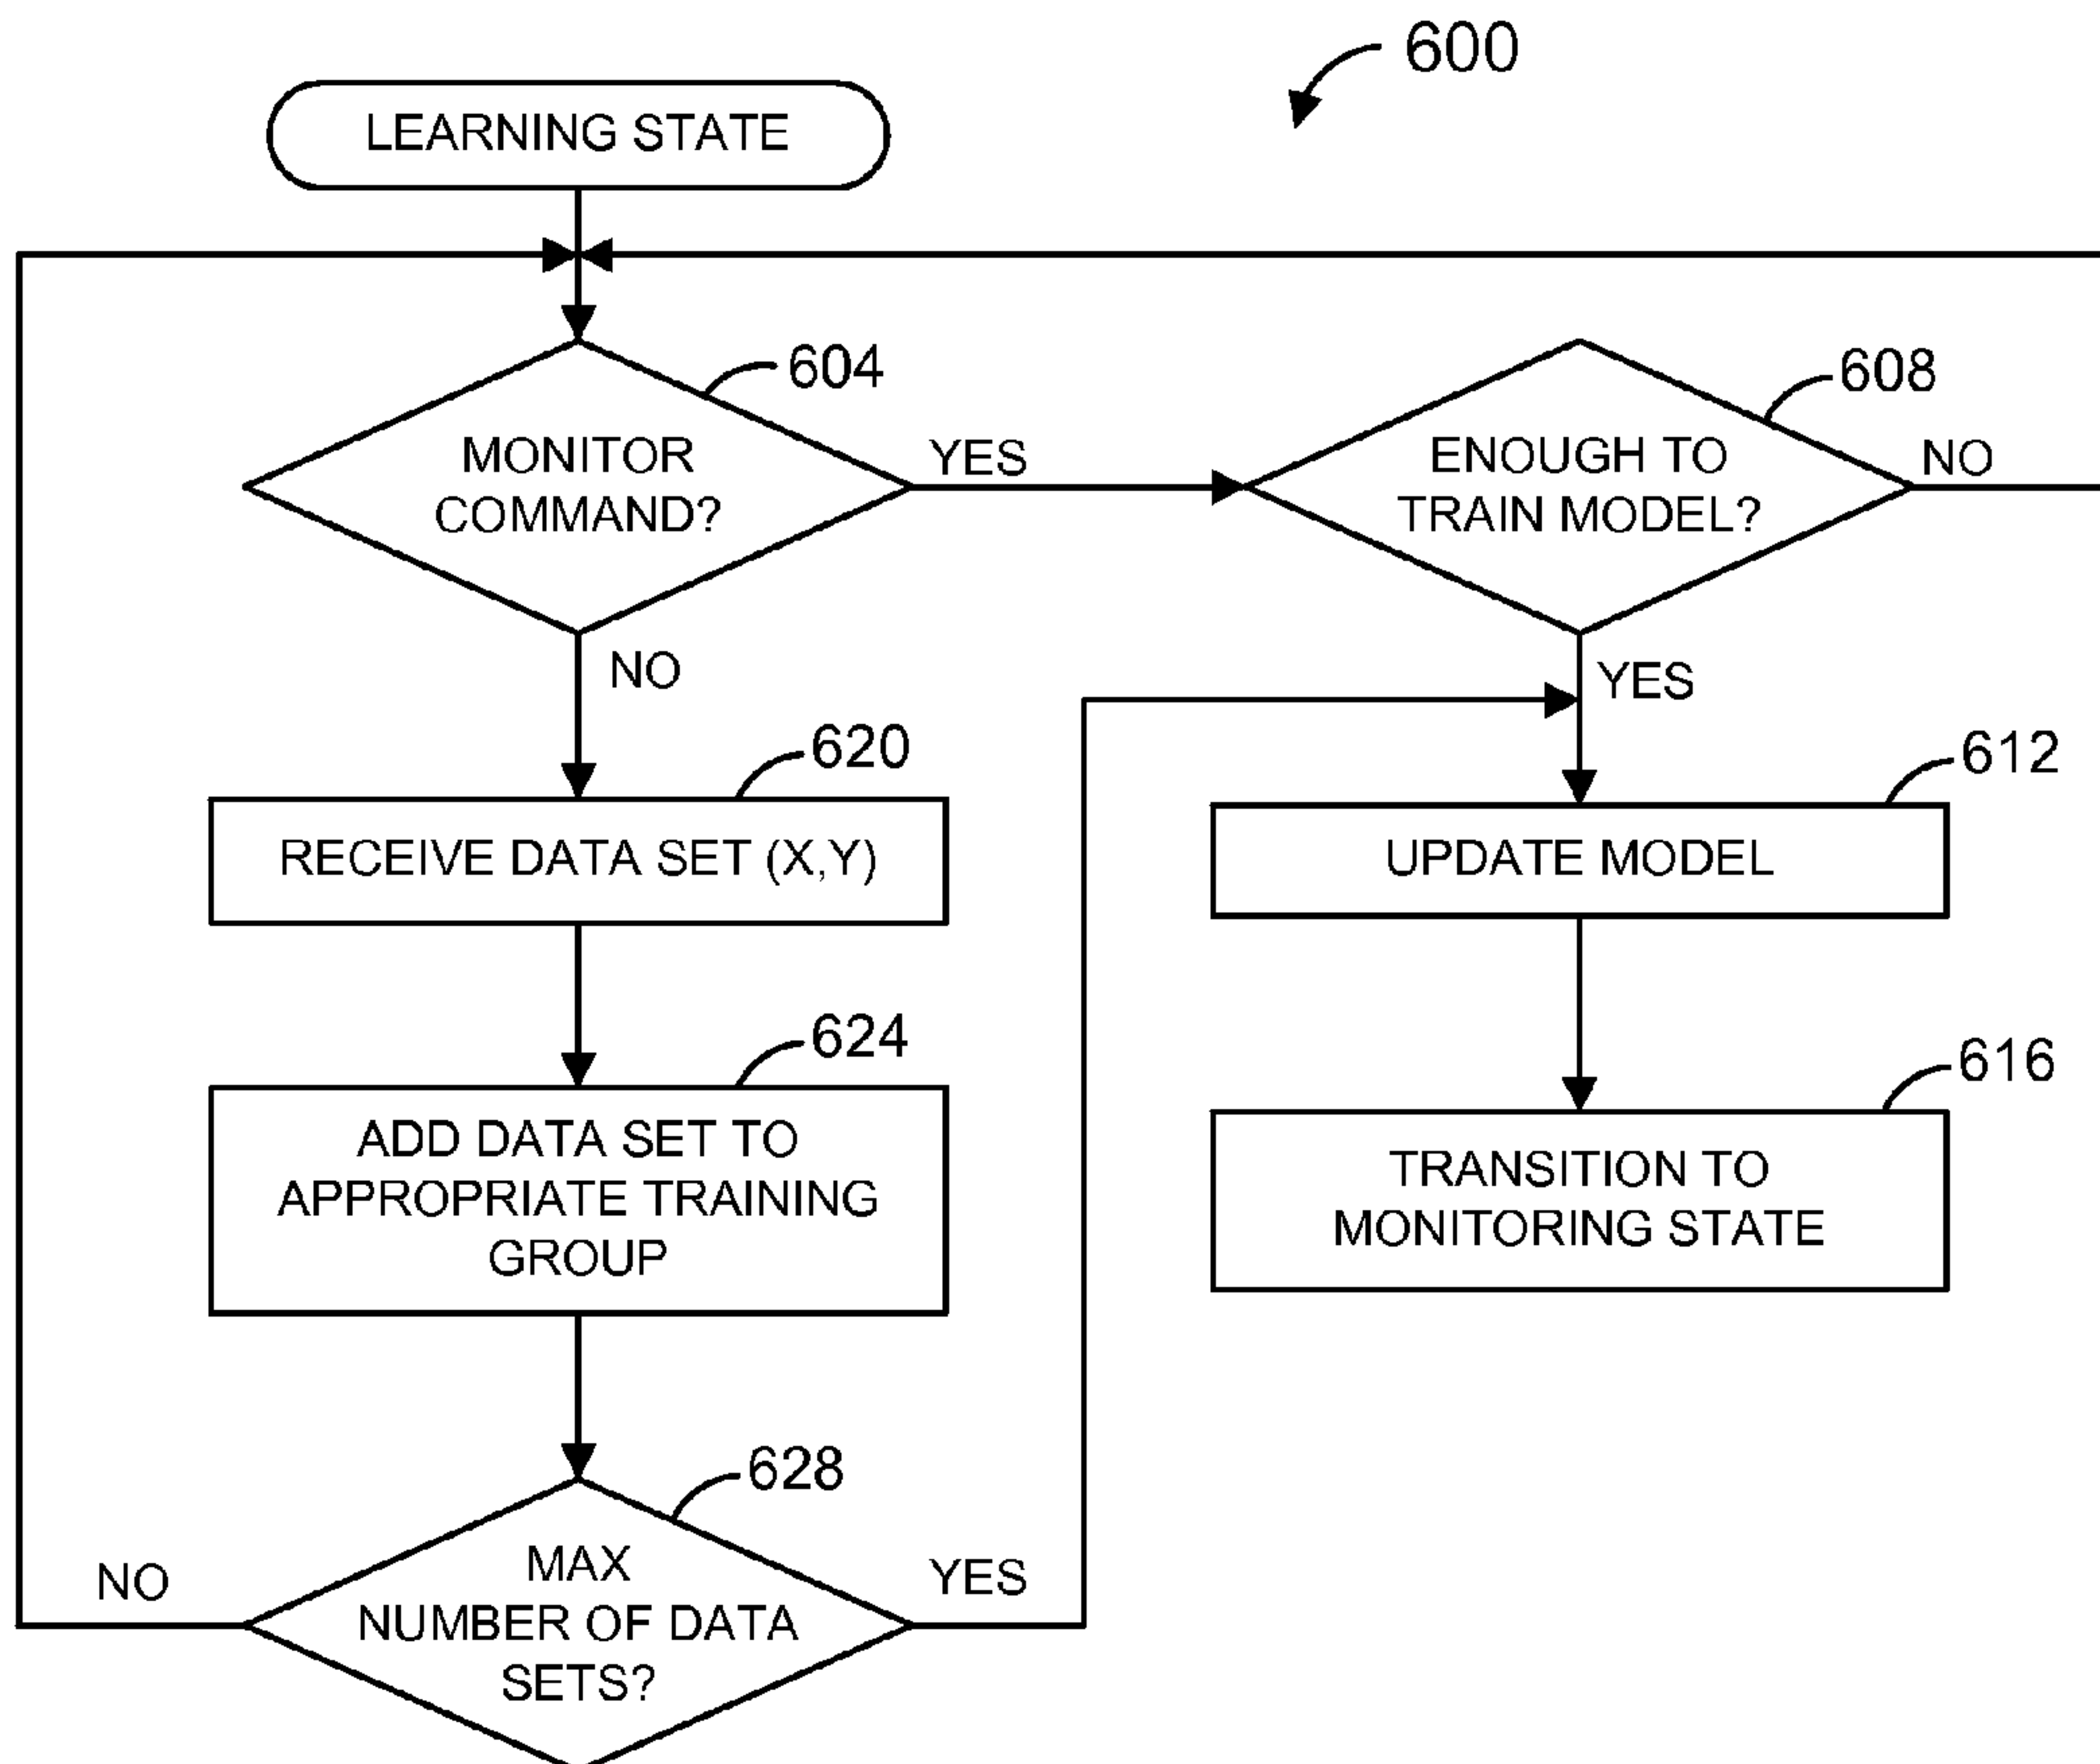 600
LEARNING STATE
604
MONITOR
COMMAND?
YES
NO
608
ENOUGH TO
TRAIN MODEL?
NO
YES
620
RECEIVE DATA SET (X,Y)
612
UPDATE MODEL
624
ADD DATA SET TO
APPROPRIATE TRAINING
GROUP
616
TRANSITION TO
MONITORING STATE
628
MAX
NUMBER OF DATA
SETS?
NO
YES